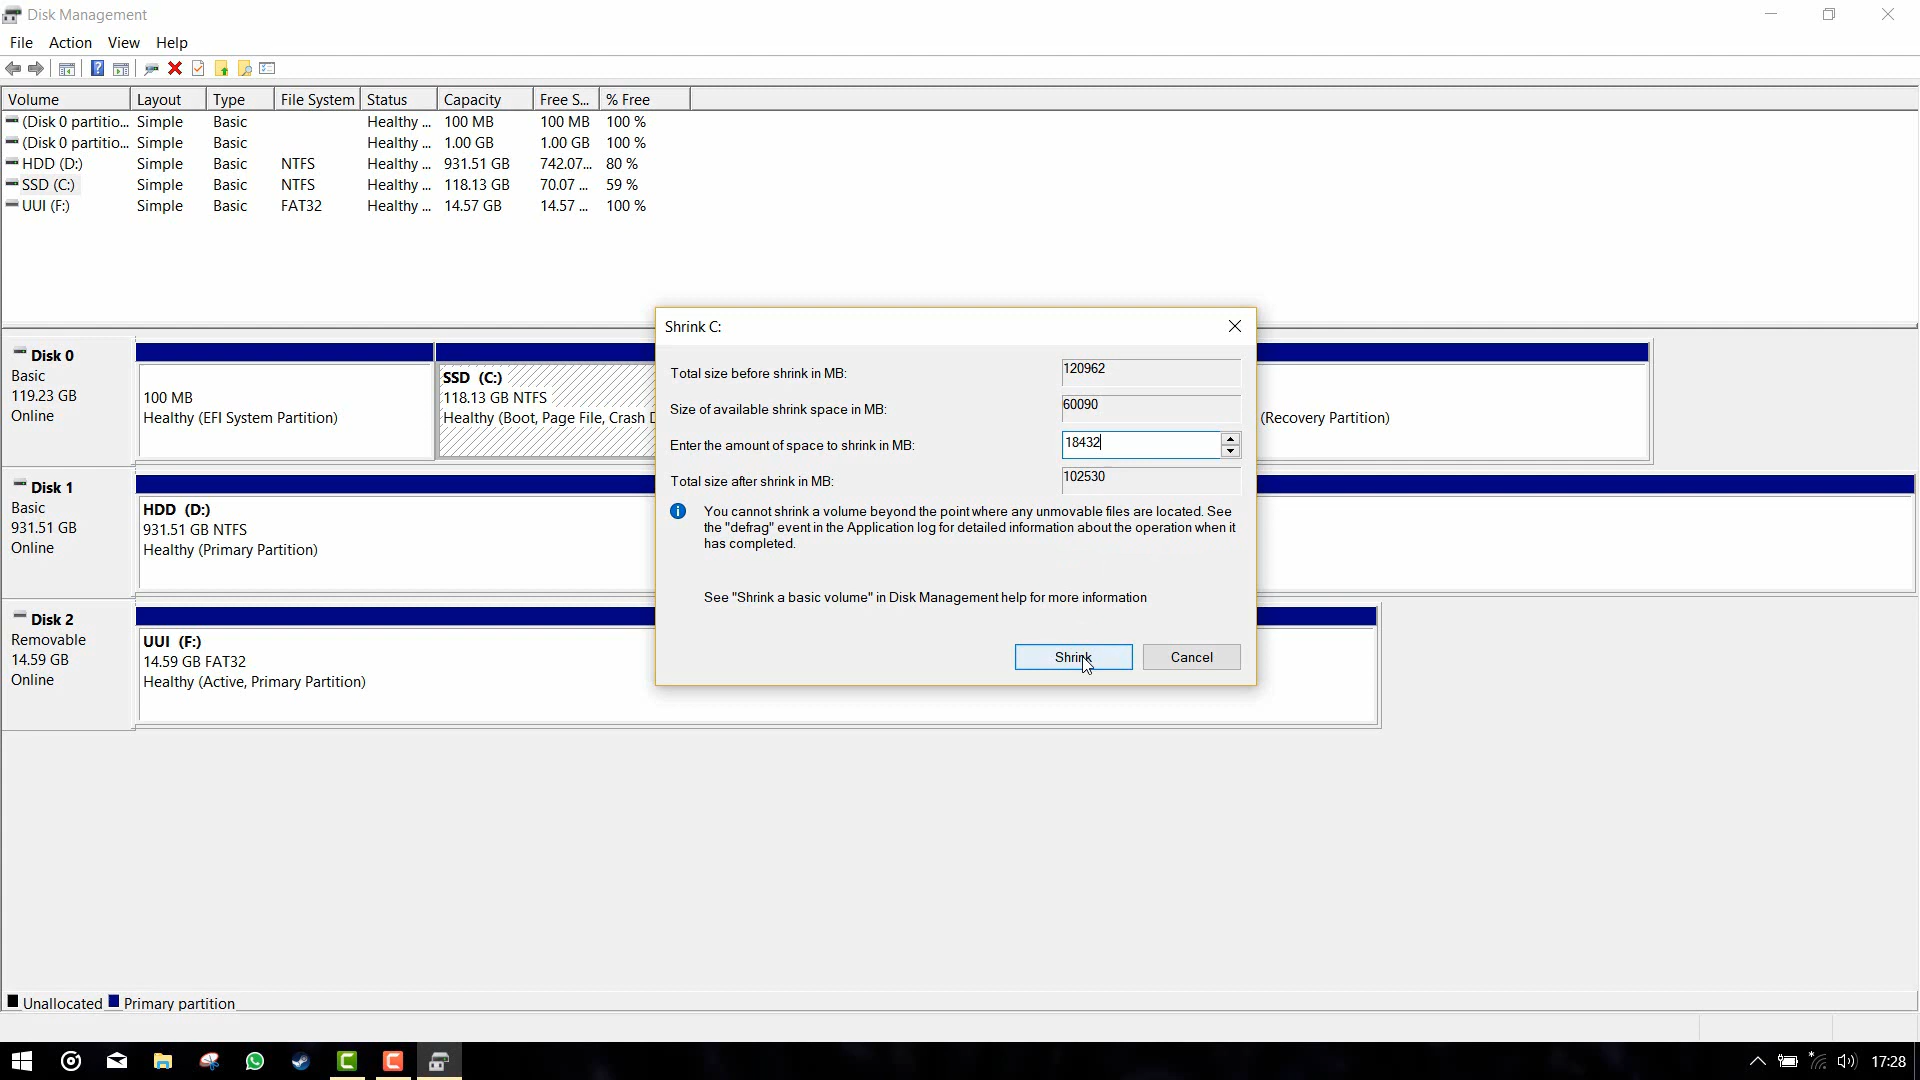 Disk Management
File Action View Help
Volume Layout Type File System Status Capacity Free S... % Free
(Disk 0 partitio... Simple Basic Healthy ... 100 MB 100 MB 100 %
(Disk 0 partitio... Simple Basic Healthy ... 1.00 GB 1.00 GB 100 %
HDD (D:) Simple Basic NTFS Healthy ... 931.51 GB 742.07... 80 %
SSD (C:) Simple Basic NTFS Healthy ... 118.13 GB 70.07 ... 59 %
UUI (F:) Simple Basic FAT32 Healthy ... 14.57 GB 14.57 ... 100 %
Disk 0
Basic
119.23 GB
Online
100 MB
Healthy (EFI System Partition)
SSD (C:)
118.13 GB NTFS
Healthy (Boot, Page File, Crash D
(Recovery Partition)
Disk 1
Basic
931.51 GB
Online
HDD (D:)
931.51 GB NTFS
Healthy (Primary Partition)
Disk 2
Removable
14.59 GB
Online
UUI (F:)
14.59 GB FAT32
Healthy (Active, Primary Partition)
Shrink C:
Total size before shrink in MB: 120962
Size of available shrink space in MB: 60090
Enter the amount of space to shrink in MB: 18432
Total size after shrink in MB: 102530
You cannot shrink a volume beyond the point where any unmovable files are located. See
the "defrag" event in the Application log for detailed information about the operation when it
has completed.
See "Shrink a basic volume" in Disk Management help for more information
Shrink Cancel
Unallocated Primary partition
17:28